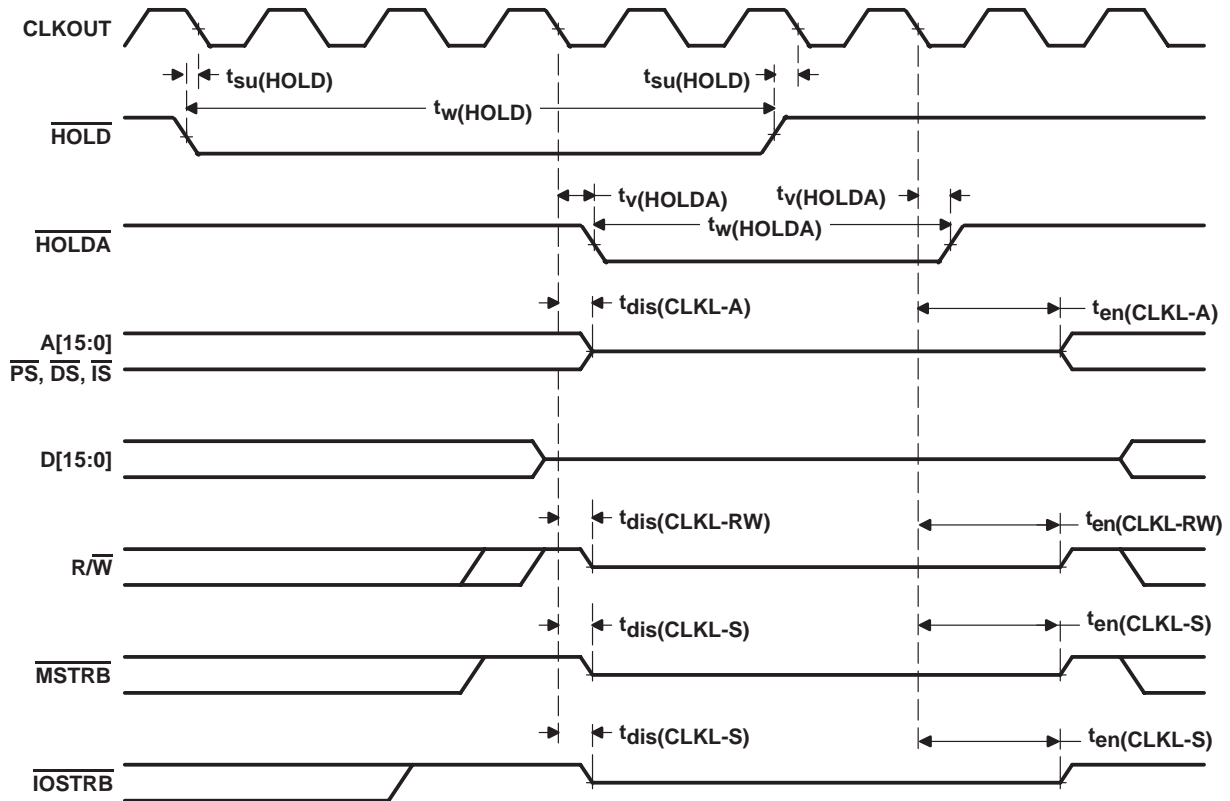 CLKOUT
tsu(HOLD)
tsu(HOLD)
tw(HOLD)
HOLD
tv(HOLDA)
tv(HOLDA)
tw(HOLDA)
HOLDA
tdis(CLKL-A)
ten(CLKL-A)
A[15:0]
PS, DS, IS
D[15:0]
tdis(CLKL-RW)
ten(CLKL-RW)
R/W
tdis(CLKL-S)
ten(CLKL-S)
MSTRB
tdis(CLKL-S)
ten(CLKL-S)
IOSTRB